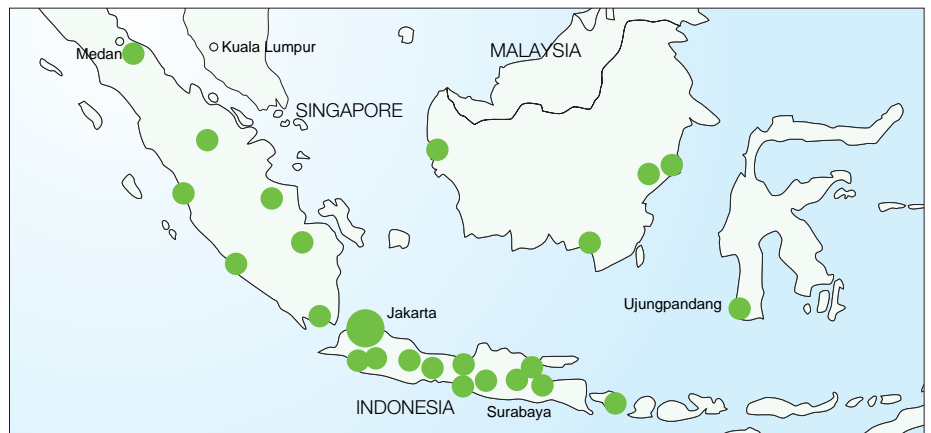 MALAYSIA
Medan
Kuala Lumpur
SINGAPORE
Ujungpandang
Jakarta
INDONESIA
Surabaya